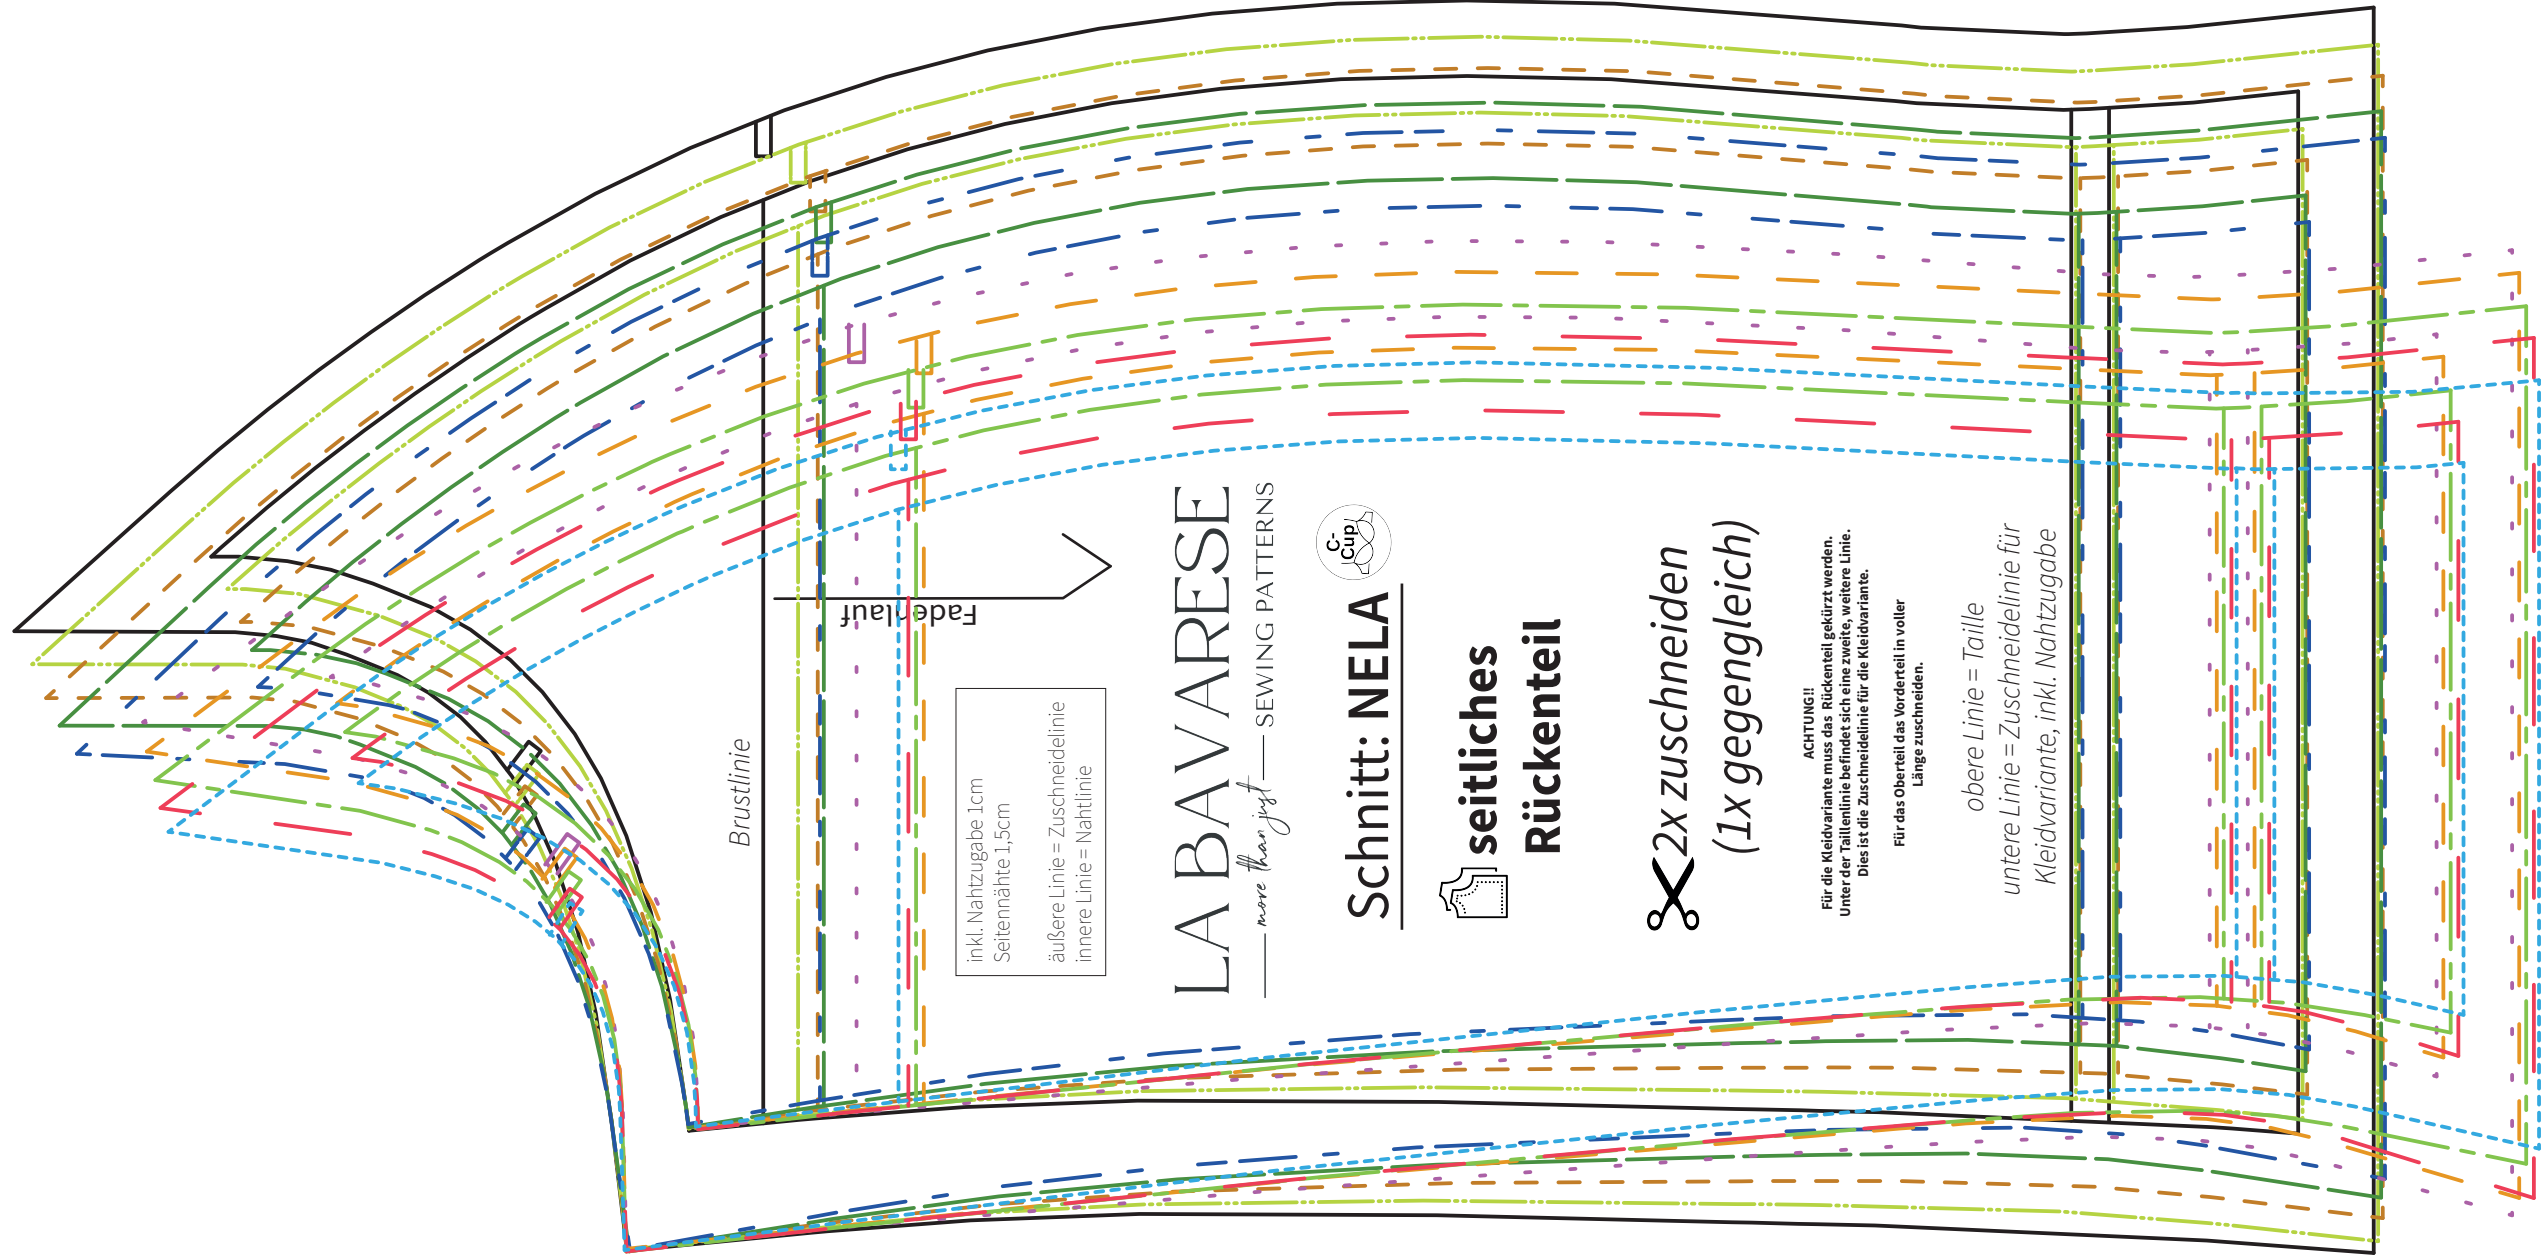 Brustlinie
Fadenlauf
inkl. Nahtzugabe 1cm
Seitennähte 1,5cm
äußere Linie = Zuschneidelinie
innere Linie = Nahtlinie
LA BAVARESE
more than just SEWING PATTERNS
Schnitt: NELA
C-
Cup
seitliches
Rückenteil
2x zuschneiden
(1x gegengleich)
ACHTUNG!!
Für die Kleidvariante muss das Rückenteil gekürzt werden.
Unter der Taillenlinie befindet sich eine zweite, weitere Linie.
Dies ist die Zuschneidelinie für die Kleidvariante.
Für das Oberteil das Vorderteil in voller
Länge zuschneiden.
obere Linie = Taille
untere Linie = Zuschneidelinie für
Kleidvariante, inkl. Nahtzugabe